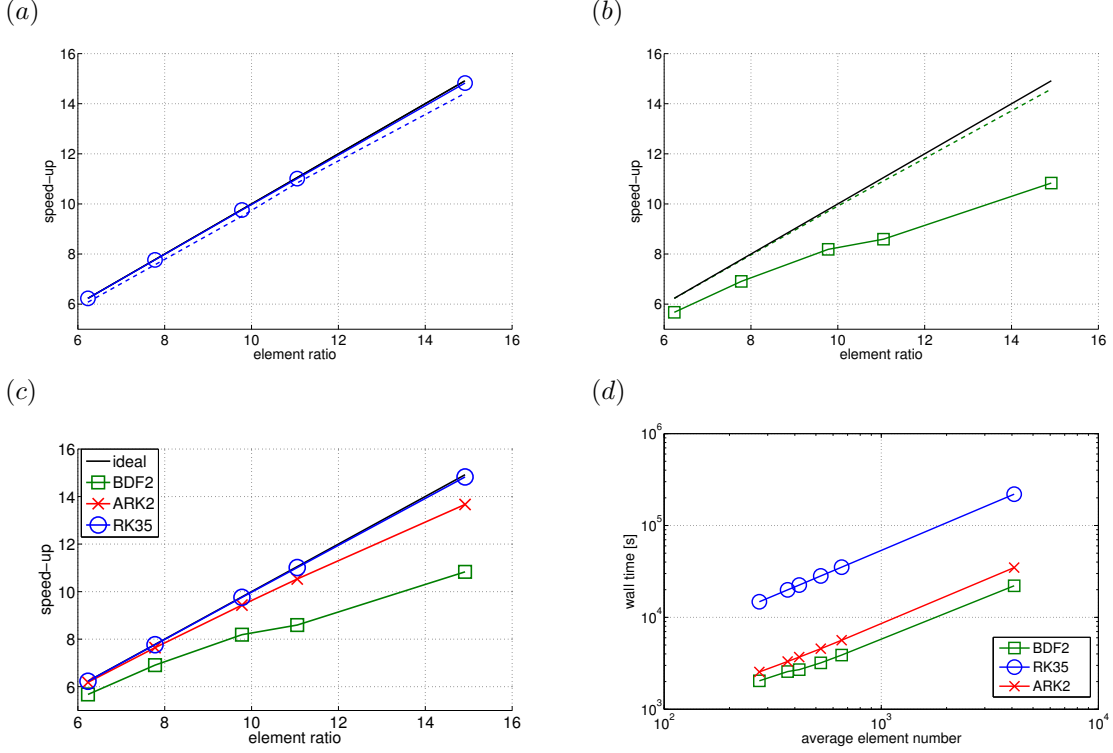 (a)
16
14
12
10
8
6
speed-up
6 8 10 12 14 16
element ratio
(b)
16
14
12
10
8
6
speed-up
6 8 10 12 14 16
element ratio
(c)
16
14
12
10
8
6
speed-up
ideal
BDF2
ARK2
RK35
6 8 10 12 14 16
element ratio
(d)
10^6
10^5
10^4
10^3
wall time [s]
BDF2
RK35
ARK2
10^2 10^3 10^4
average element number